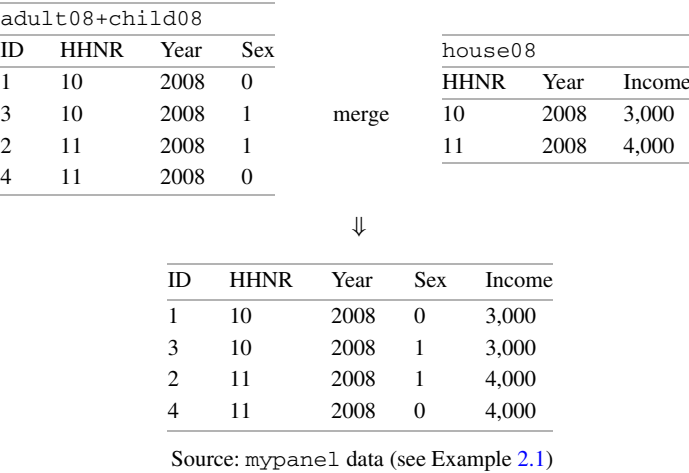 adult08+child08
ID HHNR Year Sex
1 10 2008 0
3 10 2008 1
2 11 2008 1
4 11 2008 0
merge
house08
HHNR Year Income
10 2008 3,000
11 2008 4,000
⇓
ID HHNR Year Sex Income
1 10 2008 0 3,000
3 10 2008 1 3,000
2 11 2008 1 4,000
4 11 2008 0 4,000
Source: mypanel data (see Example 2.1)